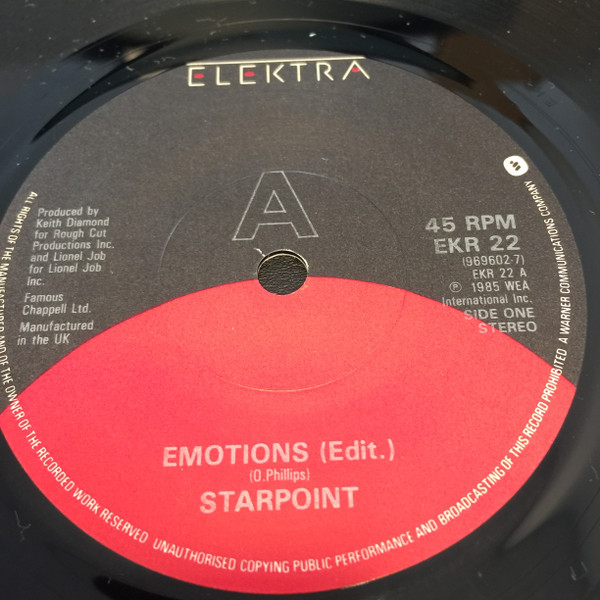 ELEKTRA
A
Produced by
Keith Diamond
for Rough Cut
Productions Inc.
and Lionel Job
for Lionel Job
Inc.
Famous
Chappell Ltd.
Manufactured
in the UK
45 RPM
EKR 22
(969602-7)
EKR 22 A
℗ 1985 WEA
International Inc.
SIDE ONE
STEREO
EMOTIONS (Edit.)
(O.Phillips)
STARPOINT
ALL RIGHTS OF THE MANUFACTURER AND OF THE OWNER OF THE RECORDED WORK RESERVED UNAUTHORISED COPYING PUBLIC PERFORMANCE AND BROADCASTING OF THIS RECORD PROHIBITED A WARNER COMMUNICATIONS COMPANY